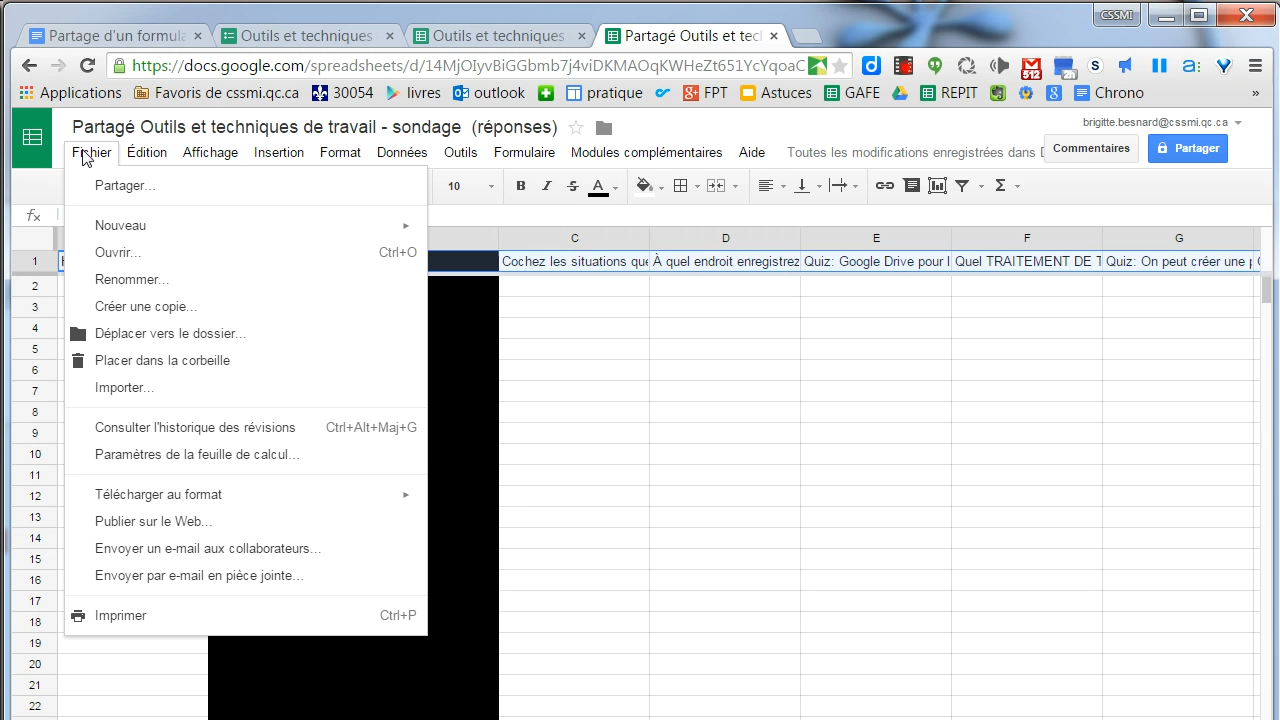 CSSMI
Partage d'un formula
Outils et techniques
Outils et techniques
Partagé Outils et tec
https://docs.google.com/spreadsheets/d/
512
2h
Applications
Favoris de cssmi.qc.ca
30054
livres
outlook
pratique
FPT
Astuces
GAFE
REPIT
Chrono
»
Partagé Outils et techniques de travail - sondage (réponses)
brigitte.besnard@cssmi.qc.ca
Fichier
Édition
Affichage
Insertion
Format
Données
Outils
Formulaire
Modules complémentaires
Aide
Toutes les modifications enregistrées dans
Commentaires
Partager
Partager...
10
B
I
S
A
Σ
Nouveau
fx
Ouvrir... Ctrl+O
C
D
E
F
G
1
Cochez les situations que
À quel endroit enregistrez
Quiz: Google Drive pour l
Quel TRAITEMENT DE T
Quiz: On peut créer une p
Renommer...
Créer une copie...
Déplacer vers le dossier...
Placer dans la corbeille
Importer...
Consulter l'historique des révisions Ctrl+Alt+Maj+G
Paramètres de la feuille de calcul...
Télécharger au format
Publier sur le Web...
Envoyer un e-mail aux collaborateurs...
Envoyer par e-mail en pièce jointe...
Imprimer Ctrl+P
2
3
4
5
6
7
8
9
10
11
12
13
14
15
16
17
18
19
20
21
22